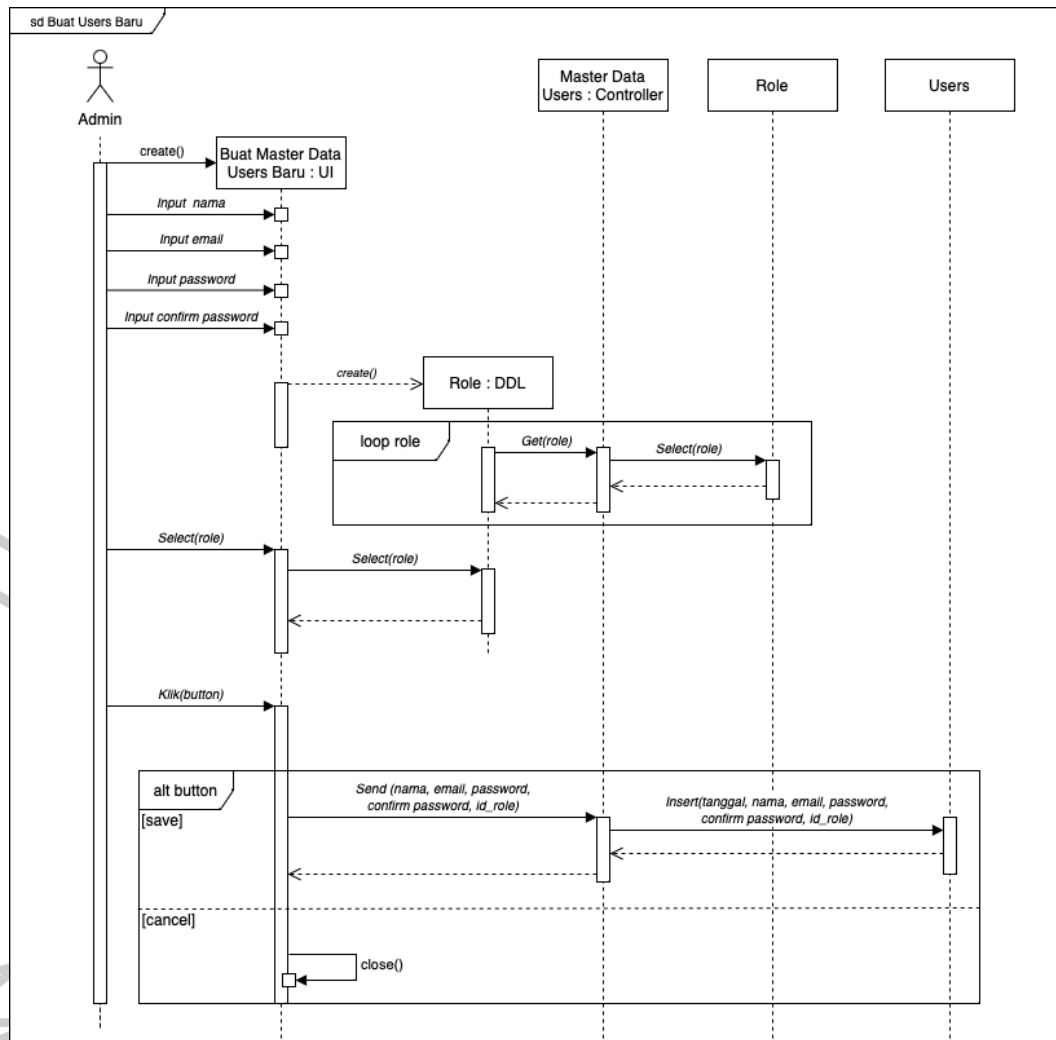 sd Buat Users Baru
Admin
Master Data
Users : Controller
Role
Users
create()
Buat Master Data
Users Baru : UI
Input nama
Input email
Input password
Input confirm password
create()
Role : DDL
loop role
Get(role)
Select(role)
Select(role)
Select(role)
Klik(button)
alt button
[save]
Send (nama, email, password,
confirm password, id_role)
Insert(tanggal, nama, email, password,
confirm password, id_role)
[cancel]
close()